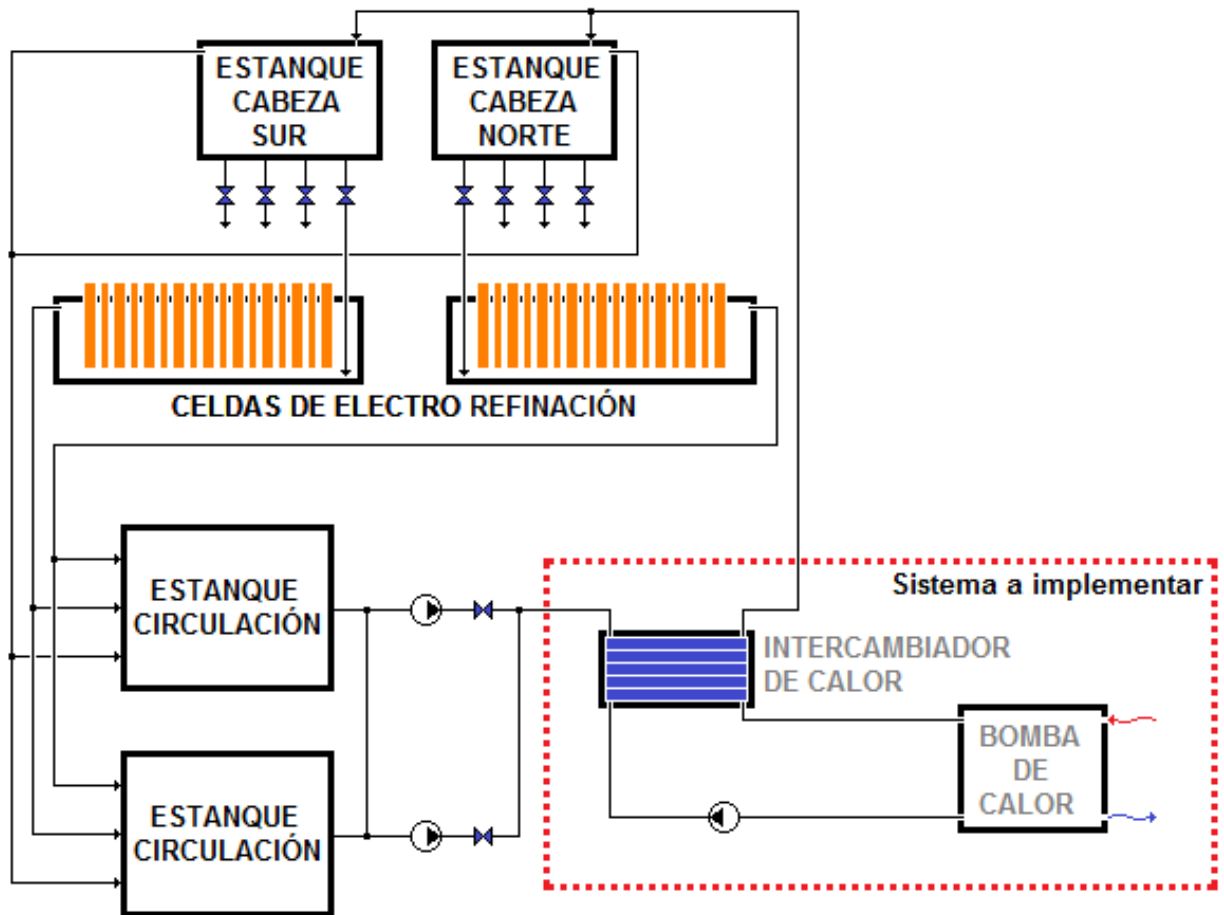 ESTANQUE
CABEZA
SUR
ESTANQUE
CABEZA
NORTE
CELDAS DE ELECTRO REFINACIÓN
ESTANQUE
CIRCULACIÓN
Sistema a implementar
INTERCAMBIADOR
DE CALOR
BOMBA
DE
CALOR
ESTANQUE
CIRCULACIÓN